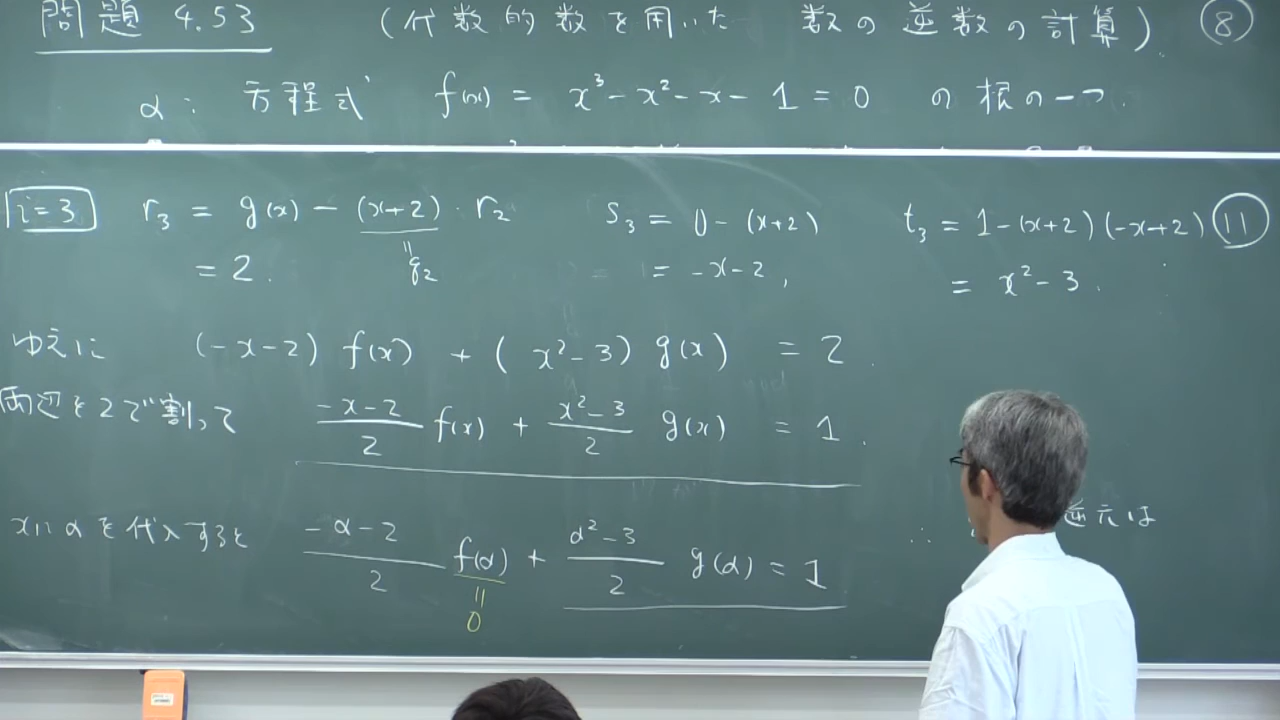 問題 4.53 (代数的数を用いた 数の逆数の計算) ⑧
α: 方程式 f(x) = x³-x²-x-1=0 の根の一つ.
i=3 r₃ = g(x) - (x+2)・r₂ s₃ = 0-(x+2) t₃ = 1-(x+2)(-x+2) ⑪
= 2. q₂ = -x-2, = x²-3.
ゆえに (-x-2) f(x) + (x²-3) g(x) = 2.
両辺を2で割って (-x-2)/2 f(x) + (x²-3)/2 g(x) = 1.
xにαを代入すると (-α-2)/2 f(α) + (α²-3)/2 g(α) = 1 ∴ 逆元は
0